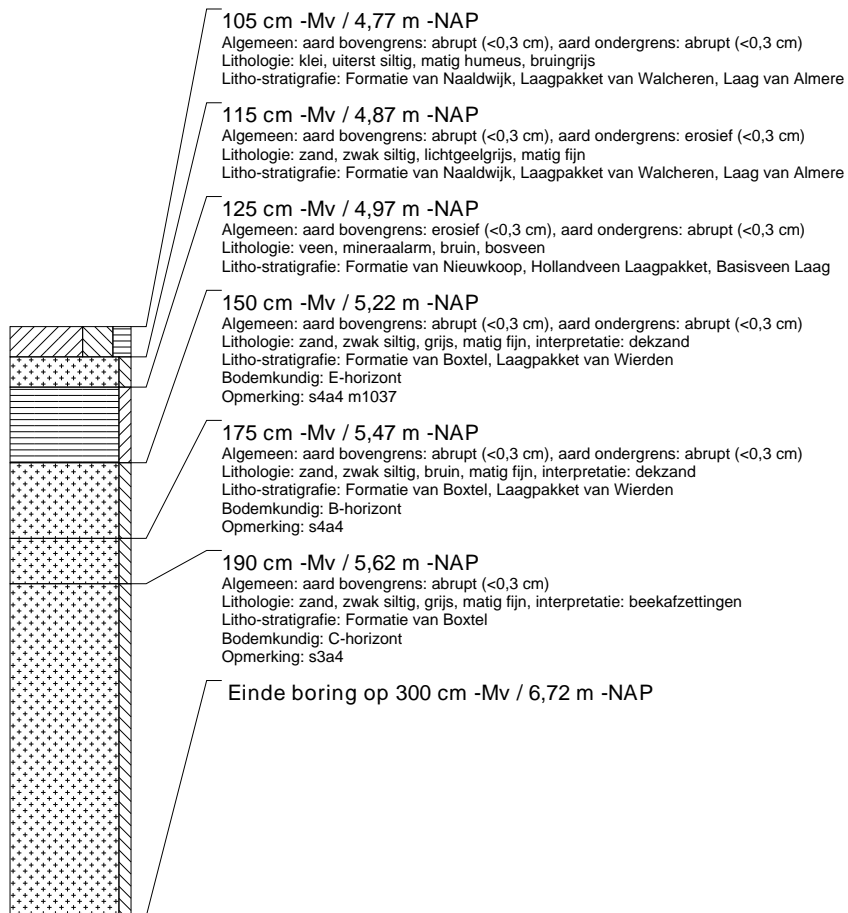 105 cm -Mv / 4,77 m -NAP
Algemeen: aard bovengrens: abrupt (<0,3 cm), aard ondergrens: abrupt (<0,3 cm)
Lithologie: klei, uiterst siltig, matig humeus, bruingrijs
Litho-stratigrafie: Formatie van Naaldwijk, Laagpakket van Walcheren, Laag van Almere
115 cm -Mv / 4,87 m -NAP
Algemeen: aard bovengrens: abrupt (<0,3 cm), aard ondergrens: erosief (<0,3 cm)
Lithologie: zand, zwak siltig, lichtgeelgrijs, matig fijn
Litho-stratigrafie: Formatie van Naaldwijk, Laagpakket van Walcheren, Laag van Almere
125 cm -Mv / 4,97 m -NAP
Algemeen: aard bovengrens: erosief (<0,3 cm), aard ondergrens: abrupt (<0,3 cm)
Lithologie: veen, mineraalarm, bruin, bosveen
Litho-stratigrafie: Formatie van Nieuwkoop, Hollandveen Laagpakket, Basisveen Laag
150 cm -Mv / 5,22 m -NAP
Algemeen: aard bovengrens: abrupt (<0,3 cm), aard ondergrens: abrupt (<0,3 cm)
Lithologie: zand, zwak siltig, grijs, matig fijn, interpretatie: dekzand
Litho-stratigrafie: Formatie van Boxtel, Laagpakket van Wierden
Bodemkundig: E-horizont
Opmerking: s4a4 m1037
175 cm -Mv / 5,47 m -NAP
Algemeen: aard bovengrens: abrupt (<0,3 cm), aard ondergrens: abrupt (<0,3 cm)
Lithologie: zand, zwak siltig, bruin, matig fijn, interpretatie: dekzand
Litho-stratigrafie: Formatie van Boxtel, Laagpakket van Wierden
Bodemkundig: B-horizont
Opmerking: s4a4
190 cm -Mv / 5,62 m -NAP
Algemeen: aard bovengrens: abrupt (<0,3 cm)
Lithologie: zand, zwak siltig, grijs, matig fijn, interpretatie: beekafzettingen
Litho-stratigrafie: Formatie van Boxtel
Bodemkundig: C-horizont
Opmerking: s3a4
Einde boring op 300 cm -Mv / 6,72 m -NAP